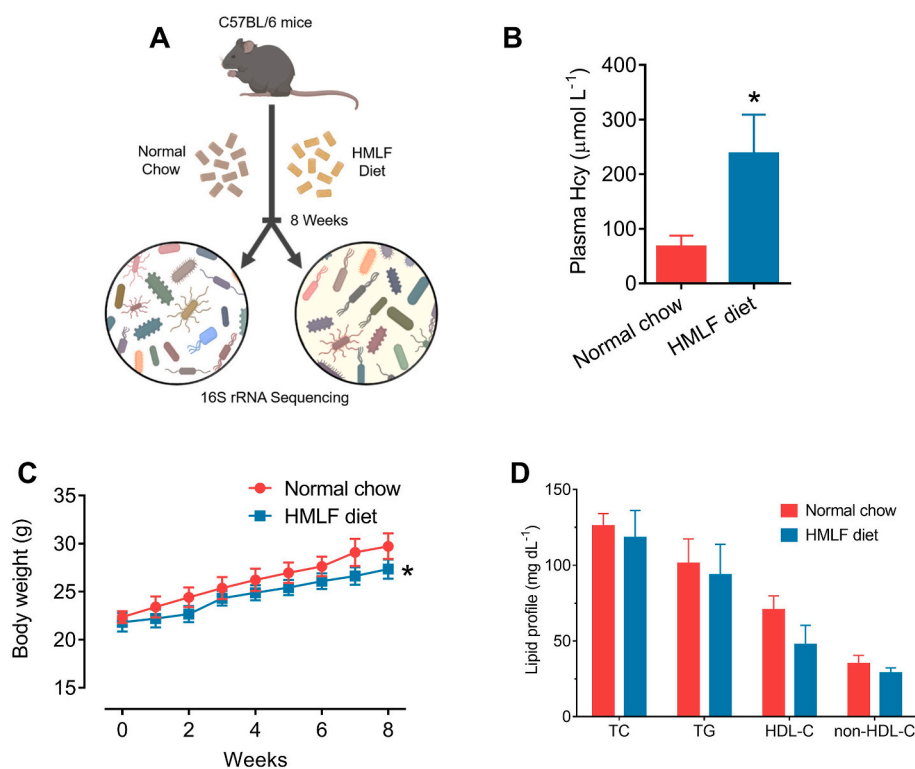 A
C57BL/6 mice
Normal
Chow
HMLF
Diet
8 Weeks
16S rRNA Sequencing
B
Plasma Hcy (μmol L⁻¹)
400
300
200
100
0
*
Normal chow
HMLF diet
C
Body weight (g)
35
30
25
20
15
Normal chow
HMLF diet
*
0
2
4
6
8
Weeks
D
Lipid profile (mg dL⁻¹)
150
100
50
0
Normal chow
HMLF diet
TC
TG
HDL-C
non-HDL-C